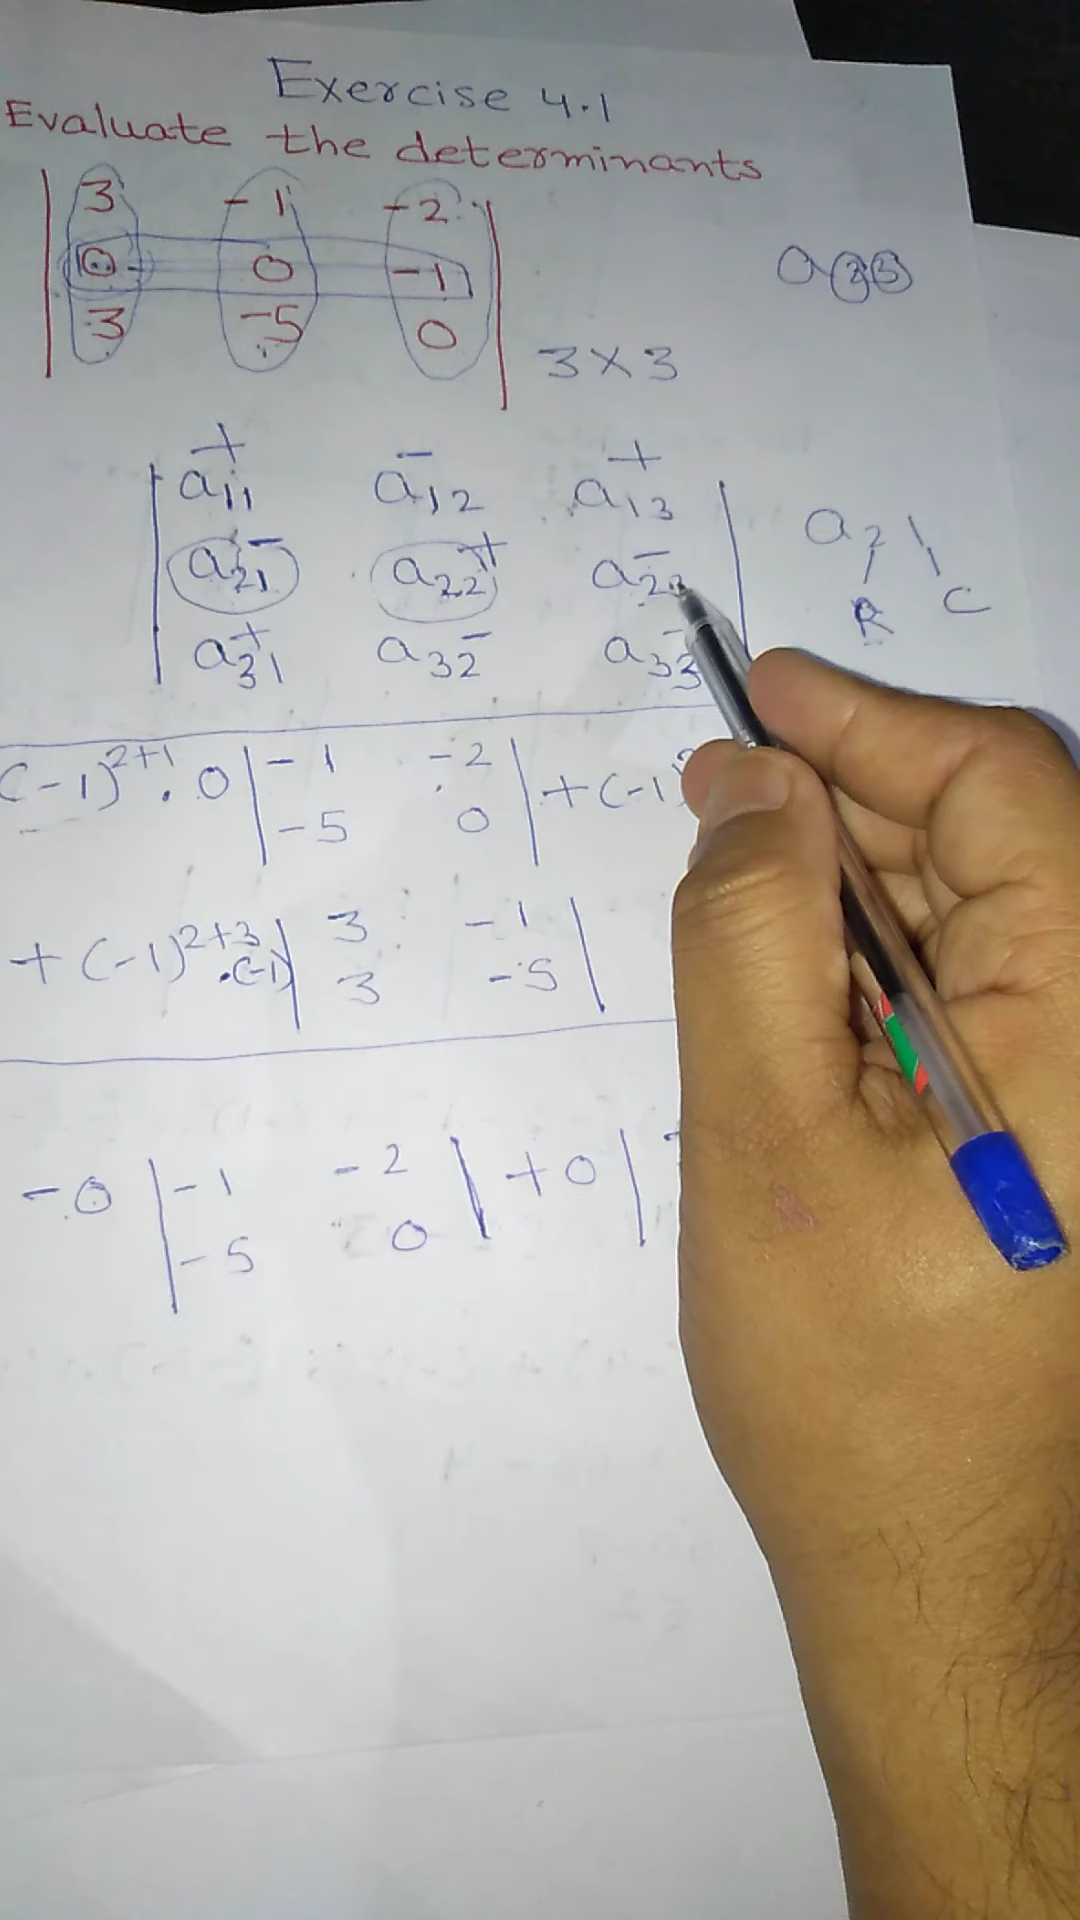 Exercise 4.1
Evaluate the determinants
| 3 -1 -2 |
| 0 0 -1 |
| 3 -5 0 | 3×3
a23
| a11+ a12- a13+ |
| a21- a22+ a23- | a21
R C
| a31+ a32- a33- |
(-1)2+1 . 0 | -1 -2 | + (-1)
| -5 0 |
+ (-1)2+3 .(-1) | 3 -1 |
| 3 -5 |
-0 | -1 -2 | +0 |
| -5 0 |